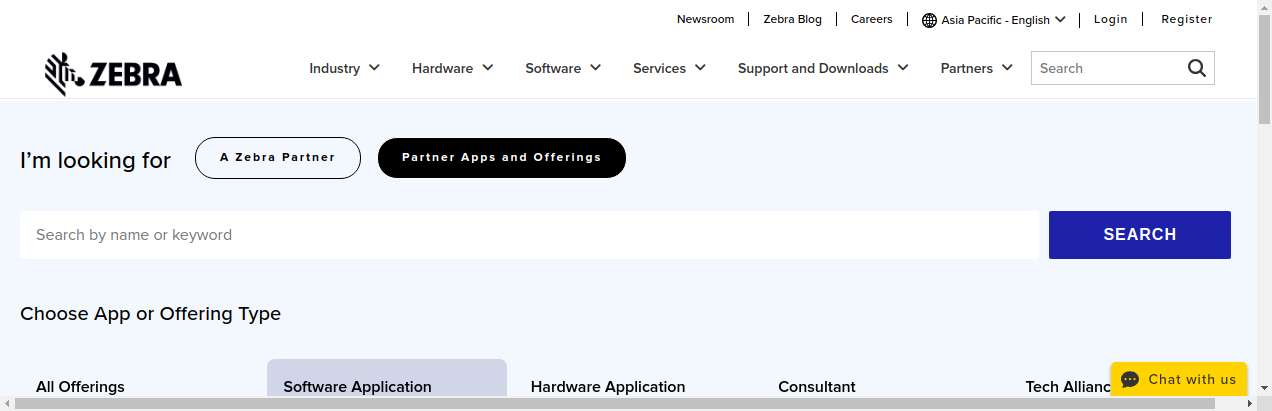 Newsroom Zebra Blog Careers Asia Pacific - English Login Register
ZEBRA Industry Hardware Software Services Support and Downloads Partners Search
I'm looking for A Zebra Partner Partner Apps and Offerings
Search by name or keyword SEARCH
Choose App or Offering Type
All Offerings Software Application Hardware Application Consultant Tech Allianc
Chat with us